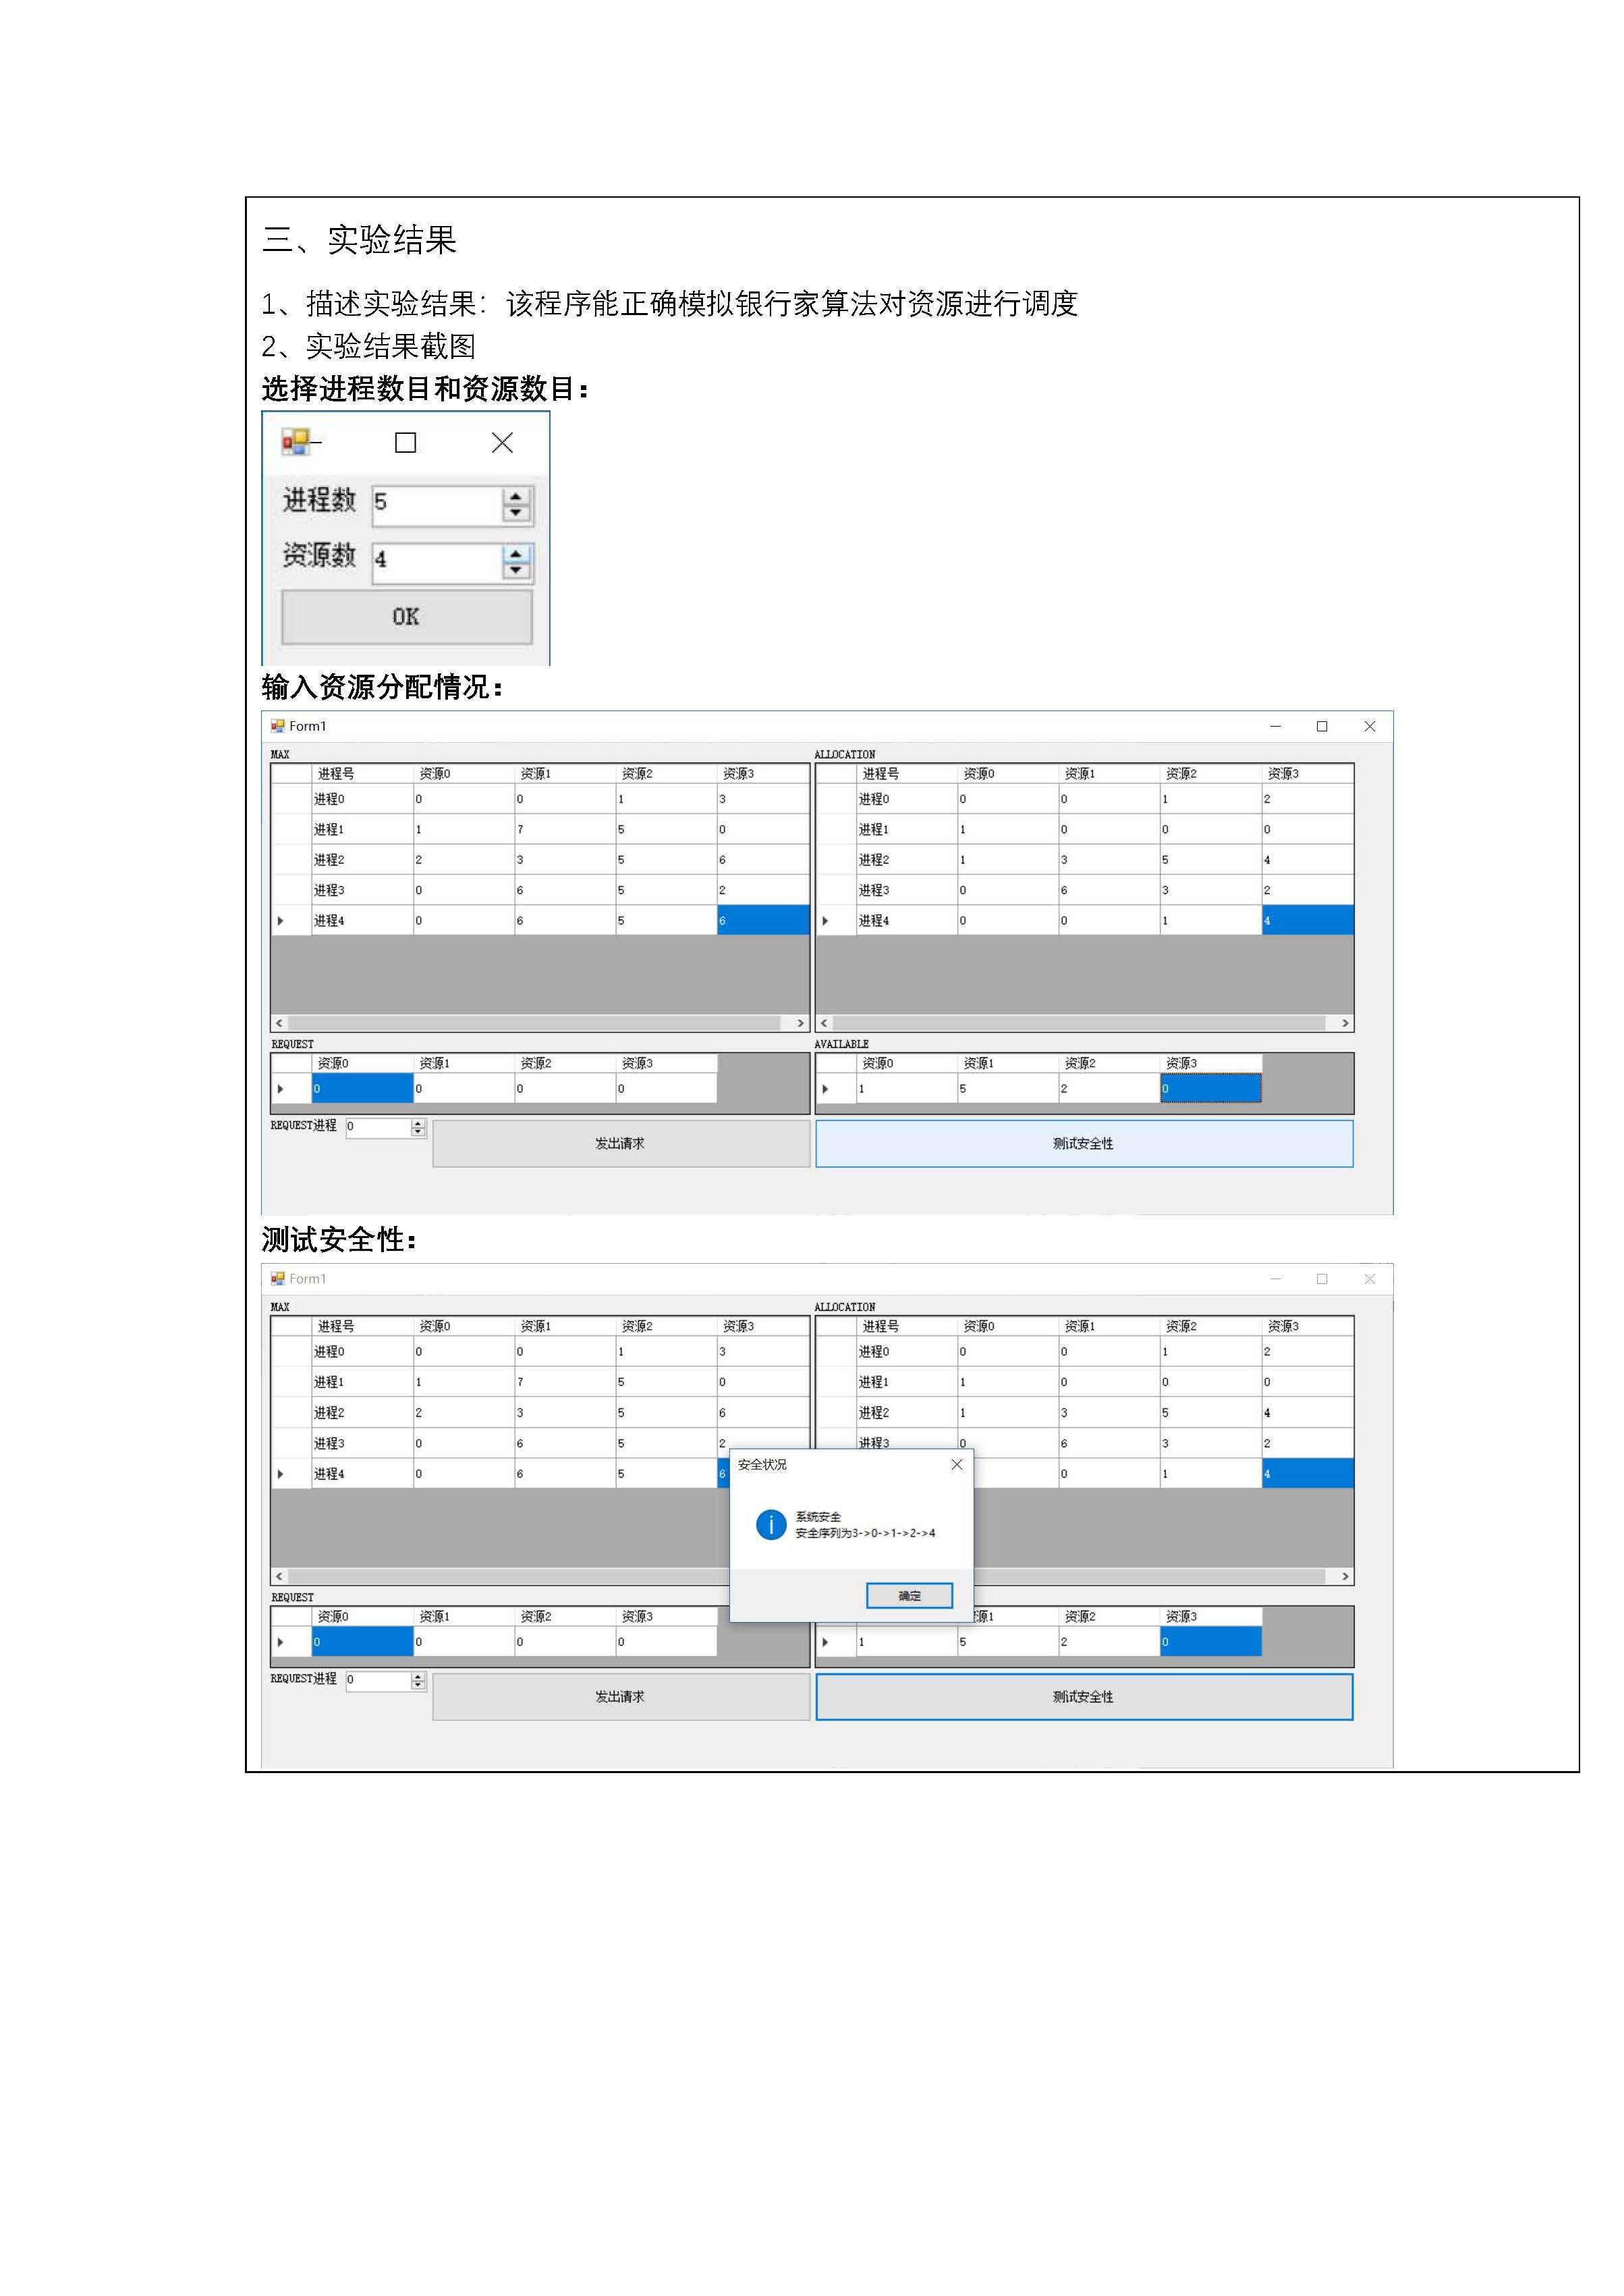 三、实验结果
1、描述实验结果：该程序能正确模拟银行家算法对资源进行调度
2、实验结果截图
选择进程数目和资源数目：
进程数 5
资源数 4
OK
输入资源分配情况：
Form1
MAX
进程号 资源0 资源1 资源2 资源3
进程0 0 0 1 3
进程1 1 7 5 0
进程2 2 3 5 6
进程3 0 6 5 2
进程4 0 6 5 6
ALLOCATION
进程号 资源0 资源1 资源2 资源3
进程0 0 0 1 2
进程1 1 0 0 0
进程2 1 3 5 4
进程3 0 6 3 2
进程4 0 0 1 4
REQUEST
资源0 资源1 资源2 资源3
0 0 0 0
AVAILABLE
资源0 资源1 资源2 资源3
1 5 2 0
REQUEST进程 0
发出请求
测试安全性
测试安全性：
Form1
MAX
进程号 资源0 资源1 资源2 资源3
进程0 0 0 1 3
进程1 1 7 5 0
进程2 2 3 5 6
进程3 0 6 5 2
进程4 0 6 5 6
ALLOCATION
进程号 资源0 资源1 资源2 资源3
进程0 0 0 1 2
进程1 1 0 0 0
进程2 1 3 5 4
进程3 0 6 3 2
0 1 4
安全状况
系统安全
安全序列为3->0->1->2->4
确定
REQUEST
资源0 资源1 资源2 资源3
0 0 0 0
源1 资源2 资源3
1 5 2 0
REQUEST进程 0
发出请求
测试安全性